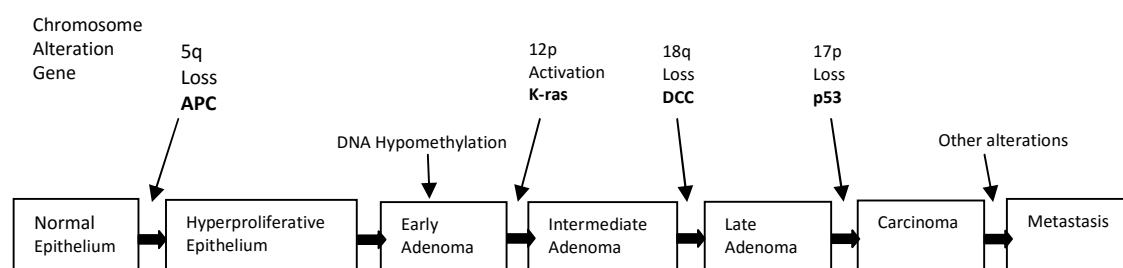 Chromosome
Alteration
Gene
5q
Loss
APC
12p
Activation
K-ras
18q
Loss
DCC
17p
Loss
p53
DNA Hypomethylation
Other alterations
Normal
Epithelium
Hyperproliferative
Epithelium
Early
Adenoma
Intermediate
Adenoma
Late
Adenoma
Carcinoma
Metastasis